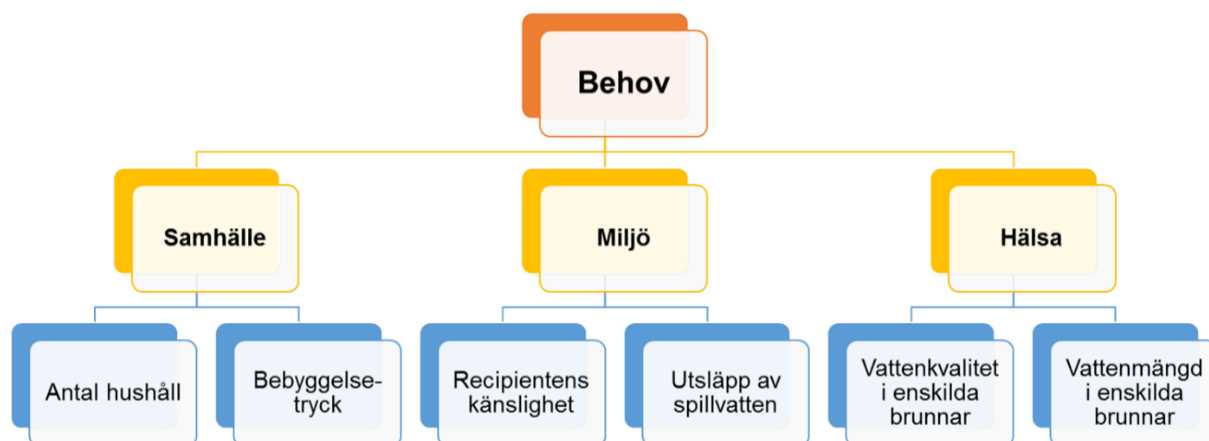 Behov
Samhälle
Miljö
Hälsa
Antal hushåll
Bebyggelse-
tryck
Recipientens
känslighet
Utsläpp av
spillvatten
Vattenkvalitet
i enskilda
brunnar
Vattenmängd
i enskilda
brunnar